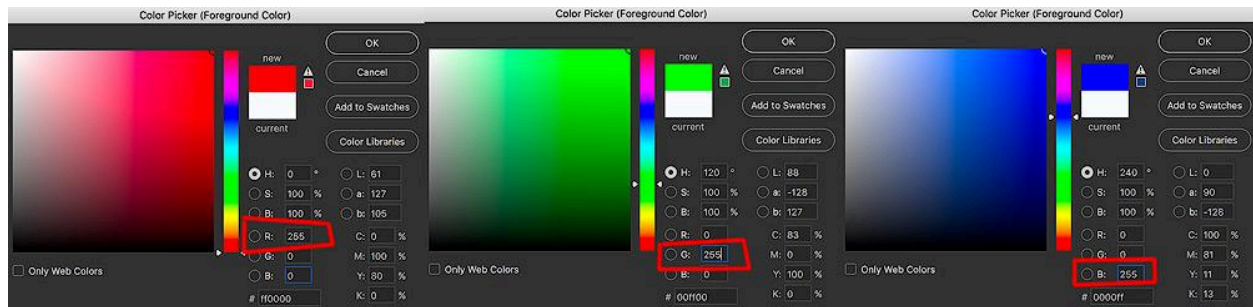 Color Picker (Foreground Color)
new
current
OK
Cancel
Add to Swatches
Color Libraries
H: 0 °
S: 100 %
B: 100 %
R: 255
G: 0
B: 0
# ff0000
L: 61
a: 127
b: 105
C: 0 %
M: 100 %
Y: 80 %
K: 0 %
Only Web Colors
Color Picker (Foreground Color)
new
current
OK
Cancel
Add to Swatches
Color Libraries
H: 120 °
S: 100 %
B: 100 %
R: 0
G: 255
B: 0
# 00ff00
L: 88
a: -128
b: 127
C: 83 %
M: 0 %
Y: 100 %
K: 0 %
Only Web Colors
Color Picker (Foreground Color)
new
current
OK
Cancel
Add to Swatches
Color Libraries
H: 240 °
S: 100 %
B: 100 %
R: 0
G: 0
B: 255
# 0000ff
L: 0
a: 90
b: -128
C: 100 %
M: 81 %
Y: 11 %
K: 13 %
Only Web Colors